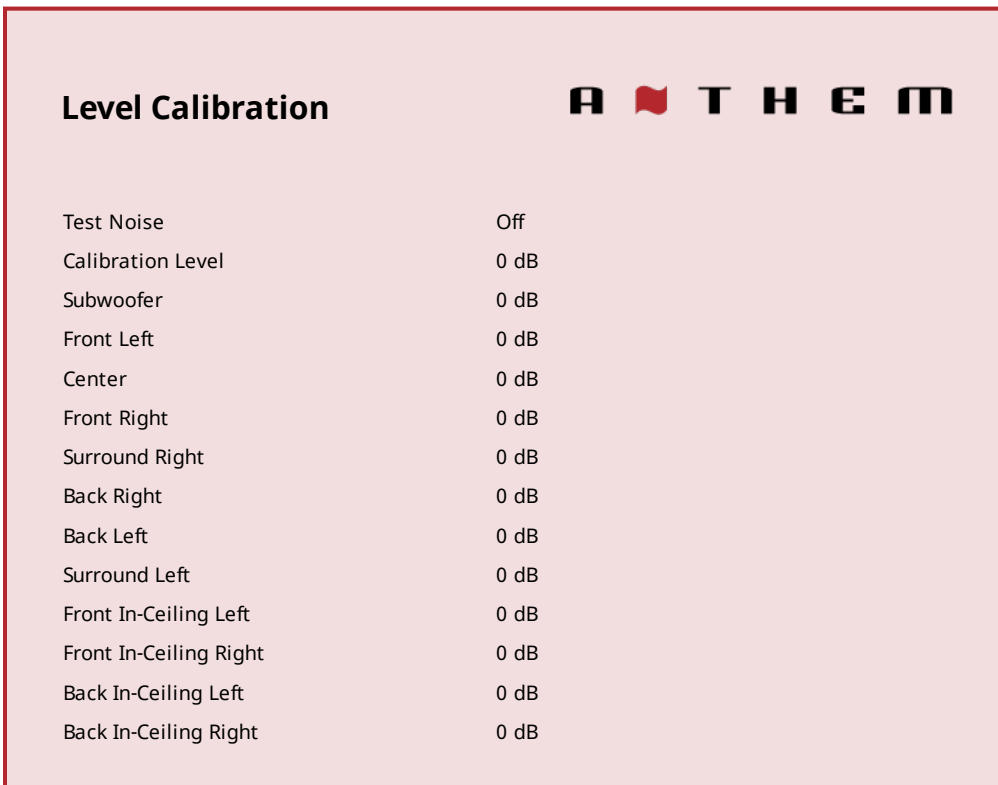 Level Calibration
ANTHEM
Test Noise Off
Calibration Level 0 dB
Subwoofer 0 dB
Front Left 0 dB
Center 0 dB
Front Right 0 dB
Surround Right 0 dB
Back Right 0 dB
Back Left 0 dB
Surround Left 0 dB
Front In-Ceiling Left 0 dB
Front In-Ceiling Right 0 dB
Back In-Ceiling Left 0 dB
Back In-Ceiling Right 0 dB